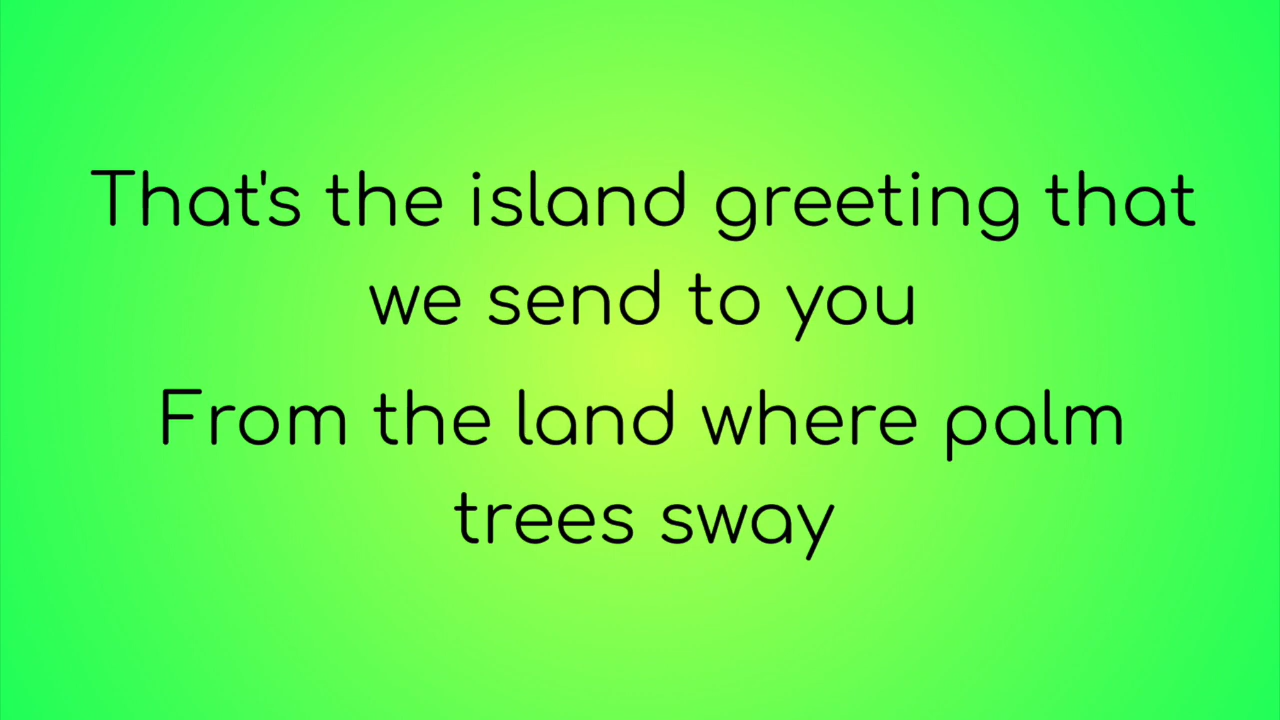 That's the island greeting that
we send to you
From the land where palm
trees sway